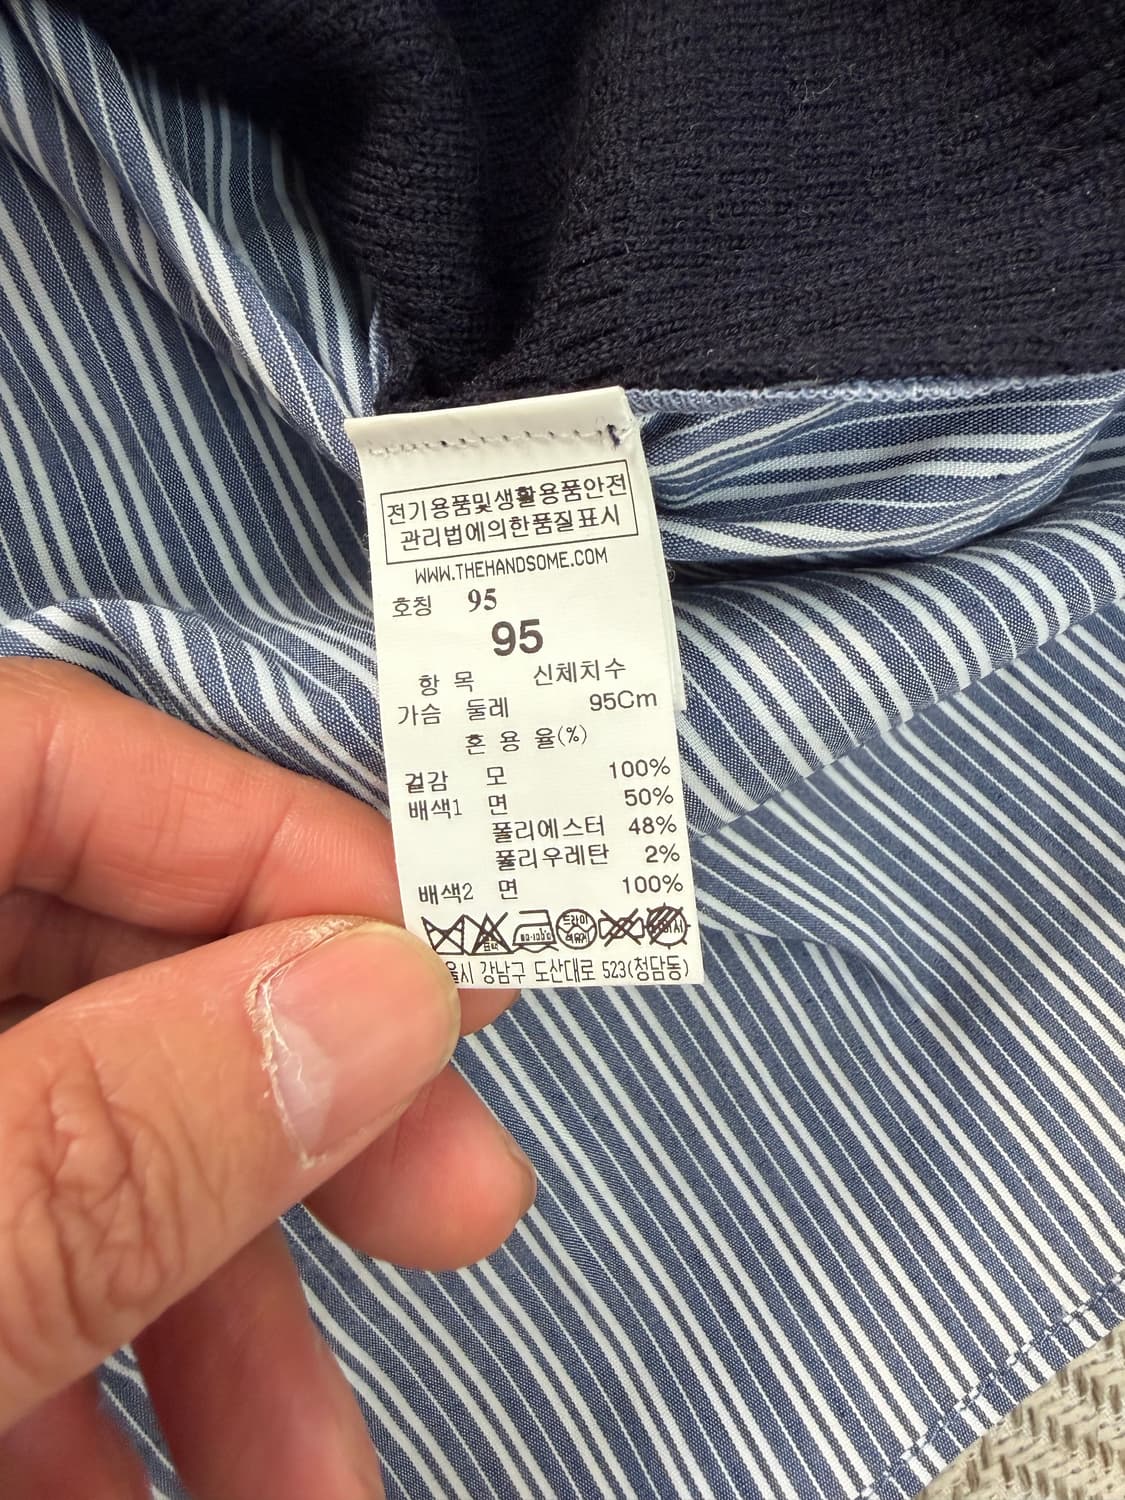 전기용품및생활용품안전
관리법에의한품질표시
WWW.THEHANDSOME.COM
호칭 95
95
항 목 신체치수
가슴 둘레 95Cm
혼 용 율(%)
겉감 모 100%
배색1 면 50%
폴리에스터 48%
폴리우레탄 2%
배색2 면 100%
드라이
강남구 도산대로 523(청담동)